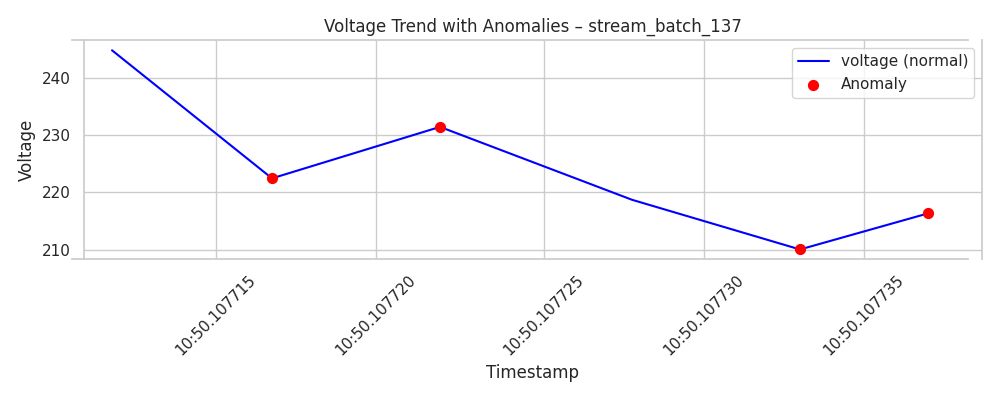 Voltage Trend with Anomalies – stream_batch_137
voltage (normal)
Anomaly
Voltage
240
230
220
210
10:50.107715
10:50.107720
10:50.107725
10:50.107730
10:50.107735
Timestamp